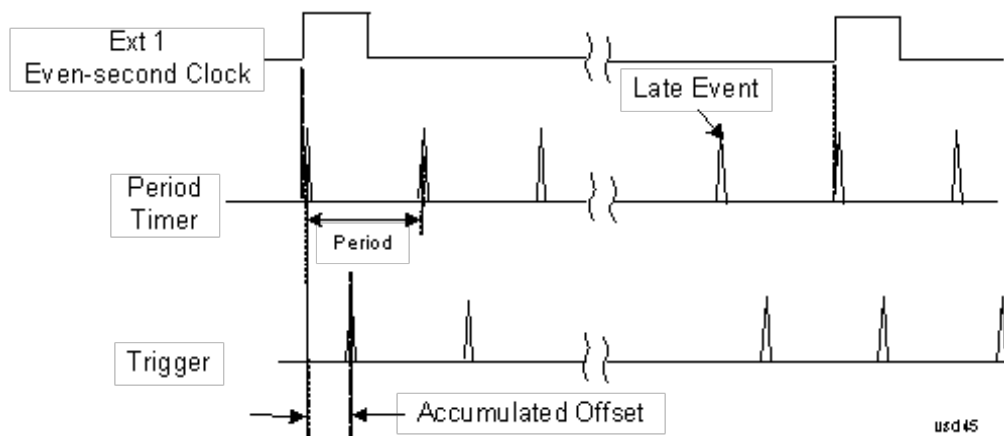 Ext 1
Even-second Clock
Late Event
Period
Timer
Period
Trigger
Accumulated Offset
usd45